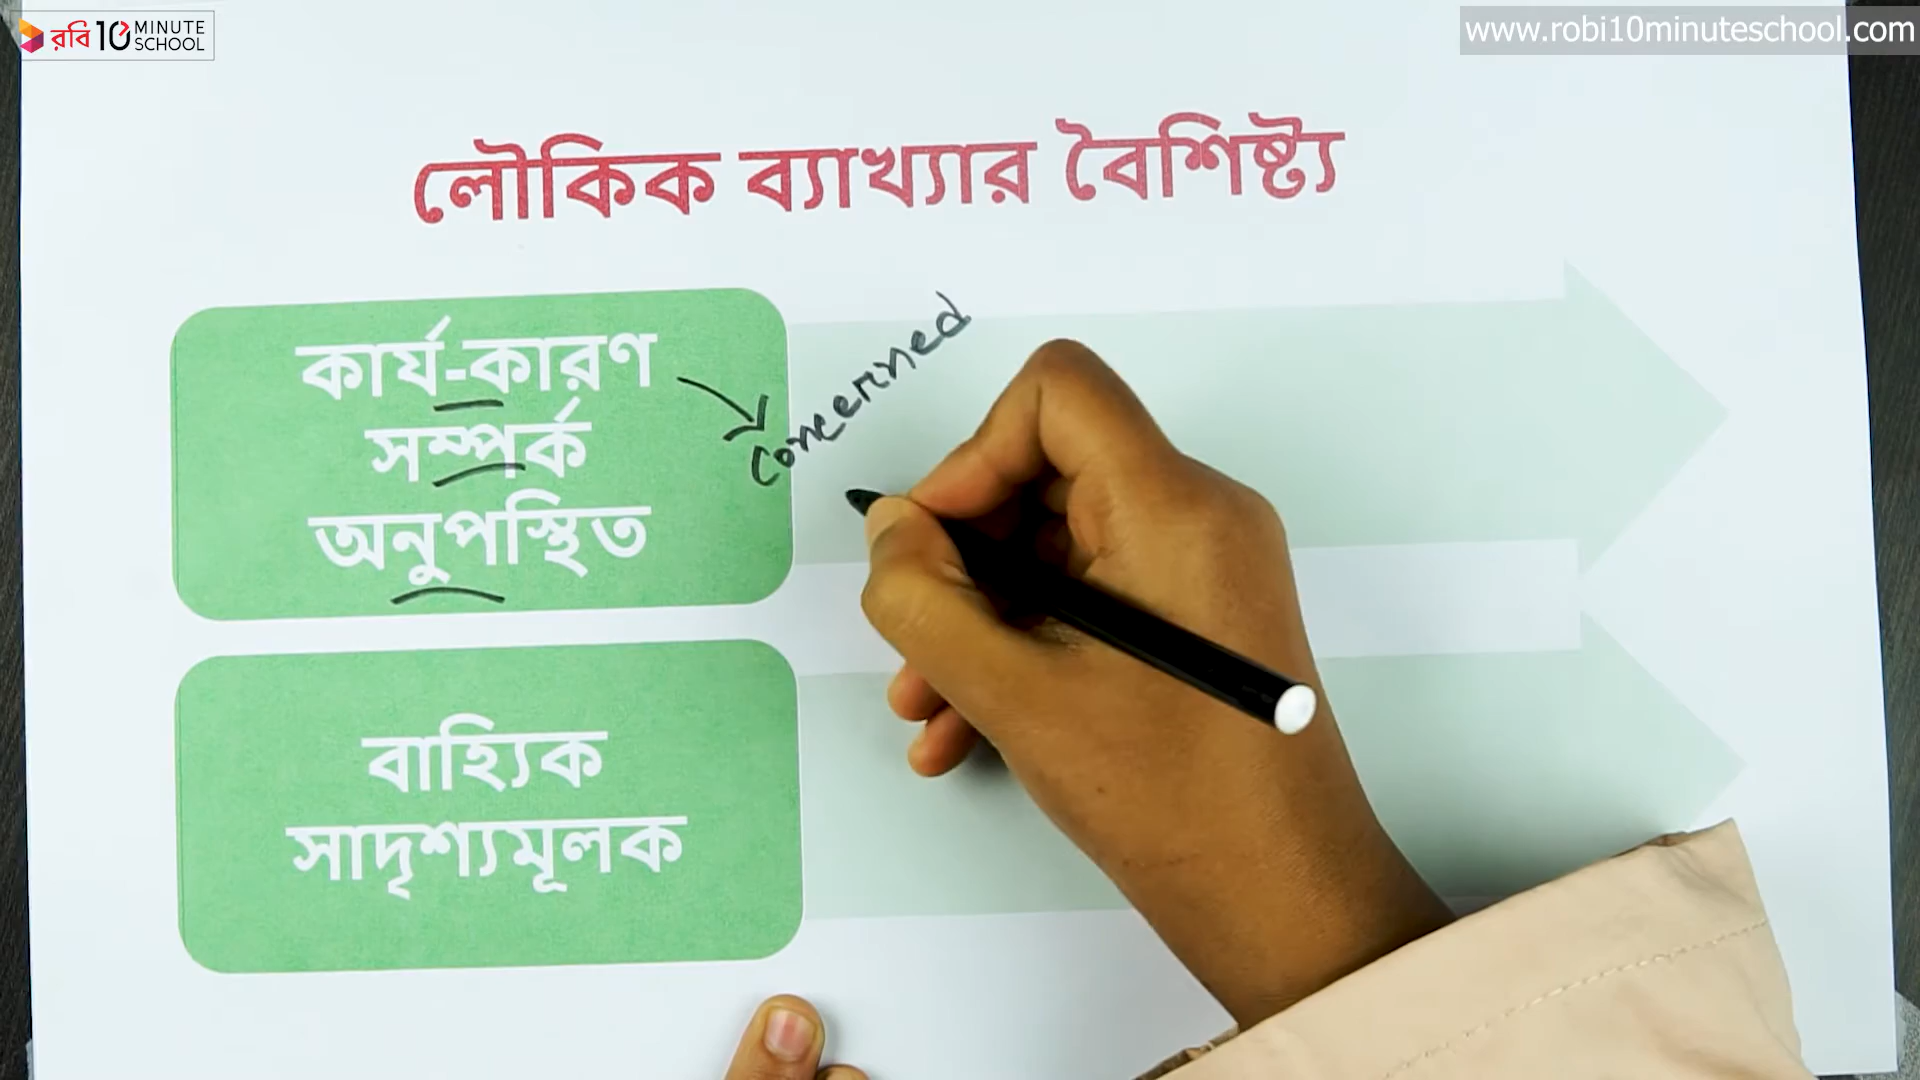 রবি 10 MINUTE SCHOOL
www.robi10minuteschool.com
লৌকিক ব্যাখ্যার বৈশিষ্ট্য
কার্য-কারণ
সম্পর্ক
অনুপস্থিত
Concerned
বাহ্যিক
সাদৃশ্যমূলক